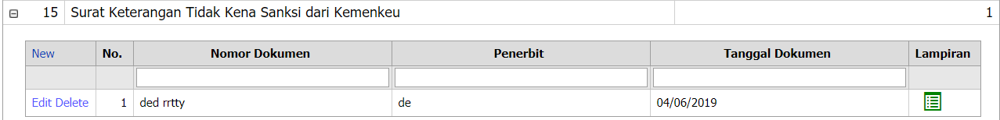 15 Surat Keterangan Tidak Kena Sanksi dari Kemenkeu 1
New No. Nomor Dokumen Penerbit Tanggal Dokumen Lampiran
Edit Delete 1 ded rrtty de 04/06/2019